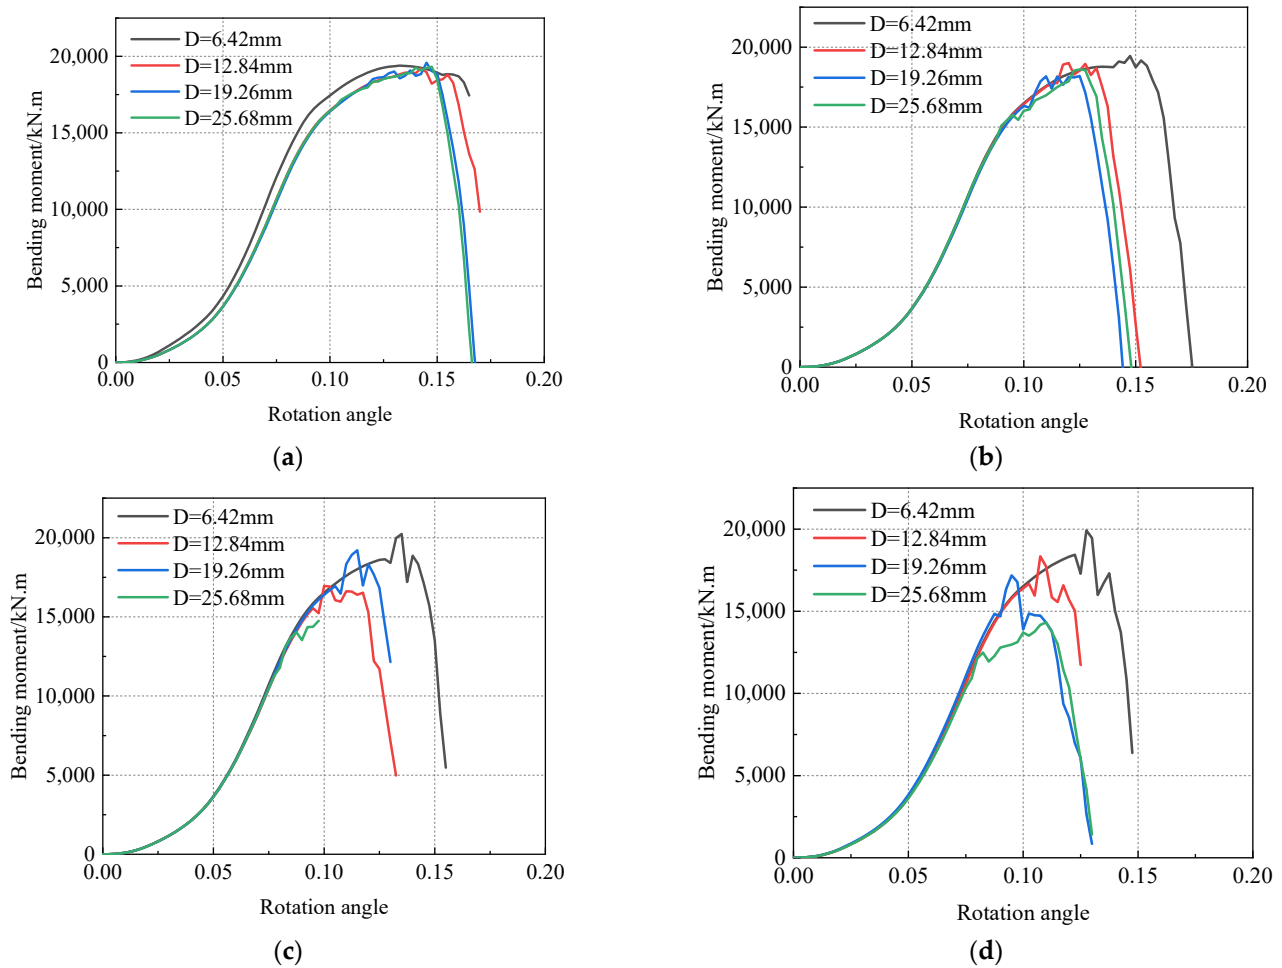 D=6.42mm
D=12.84mm
D=19.26mm
D=25.68mm
20,000
15,000
10,000
5,000
0
0.00
0.05
0.10
0.15
0.20
Bending moment/kN.m
Rotation angle
(a)
D=6.42mm
D=12.84mm
D=19.26mm
D=25.68mm
20,000
15,000
10,000
5,000
0
0.00
0.05
0.10
0.15
0.20
Bending moment/kN.m
Rotation angle
(b)
D=6.42mm
D=12.84mm
D=19.26mm
D=25.68mm
20,000
15,000
10,000
5,000
0
0.00
0.05
0.10
0.15
0.20
Bending moment/kN.m
Rotation angle
(c)
D=6.42mm
D=12.84mm
D=19.26mm
D=25.68mm
20,000
15,000
10,000
5,000
0
0.00
0.05
0.10
0.15
0.20
Bending moment/kN.m
Rotation angle
(d)